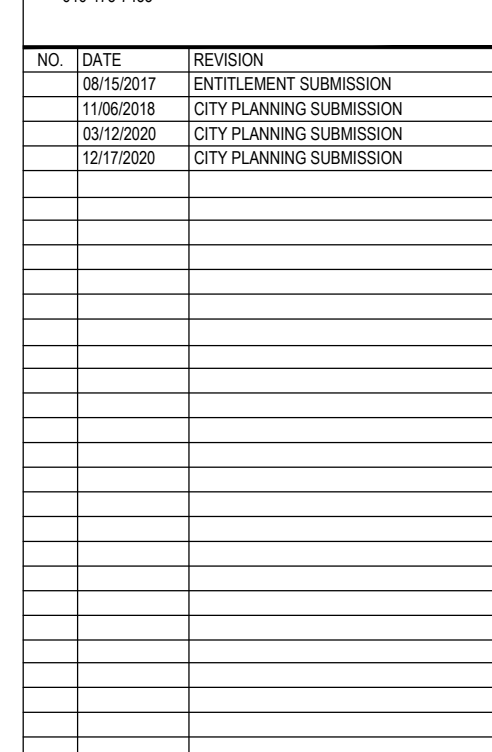 NO. DATE REVISION
08/15/2017 ENTITLEMENT SUBMISSION
11/06/2018 CITY PLANNING SUBMISSION
03/12/2020 CITY PLANNING SUBMISSION
12/17/2020 CITY PLANNING SUBMISSION